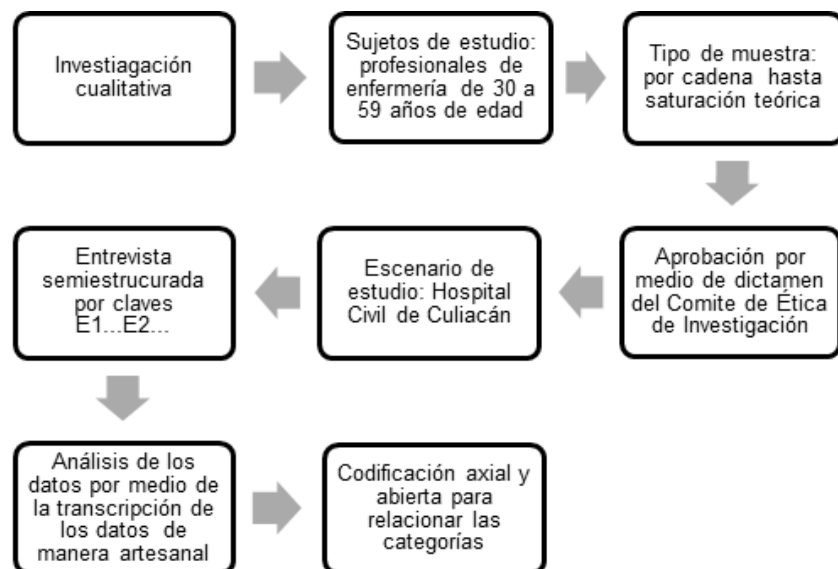 Investiagación
cualitativa
Sujetos de estudio:
profesionales de
enfermería de 30 a
59 años de edad
Tipo de muestra:
por cadena hasta
saturación teórica
Aprobación por
medio de dictamen
del Comite de Ética
de Investigación
Escenario de
estudio: Hospital
Civil de Culiacán
Entrevista
semiestrucurada
por claves
E1...E2...
Análisis de los
datos por medio de
la transcripción de
los datos de
manera artesanal
Codificación axial y
abierta para
relacionar las
categorías